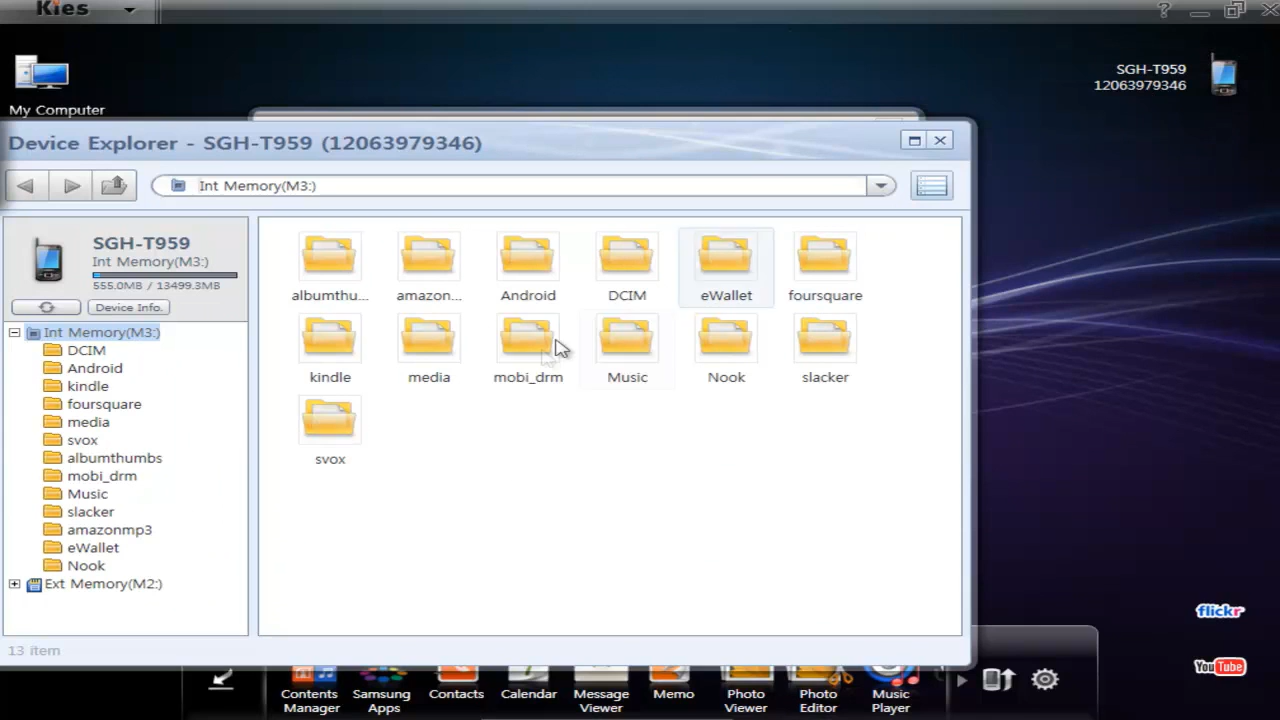 Kies
SGH-T959
12063979346
My Computer
Device Explorer - SGH-T959 (12063979346)
Int Memory(M3:)
SGH-T959
Int Memory(M3:)
555.0MB / 13499.3MB
Device Info.
Int Memory(M3:)
DCIM
Android
kindle
foursquare
media
svox
albumthumbs
mobi_drm
Music
slacker
amazonmp3
eWallet
Nook
Ext Memory(M2:)
albumthu... amazon... Android DCIM eWallet foursquare
kindle media mobi_drm Music Nook slacker
svox
13 item
flickr
YouTube
Contents Manager
Samsung Apps
Contacts
Calendar
Message Viewer
Memo
Photo Viewer
Photo Editor
Music Player